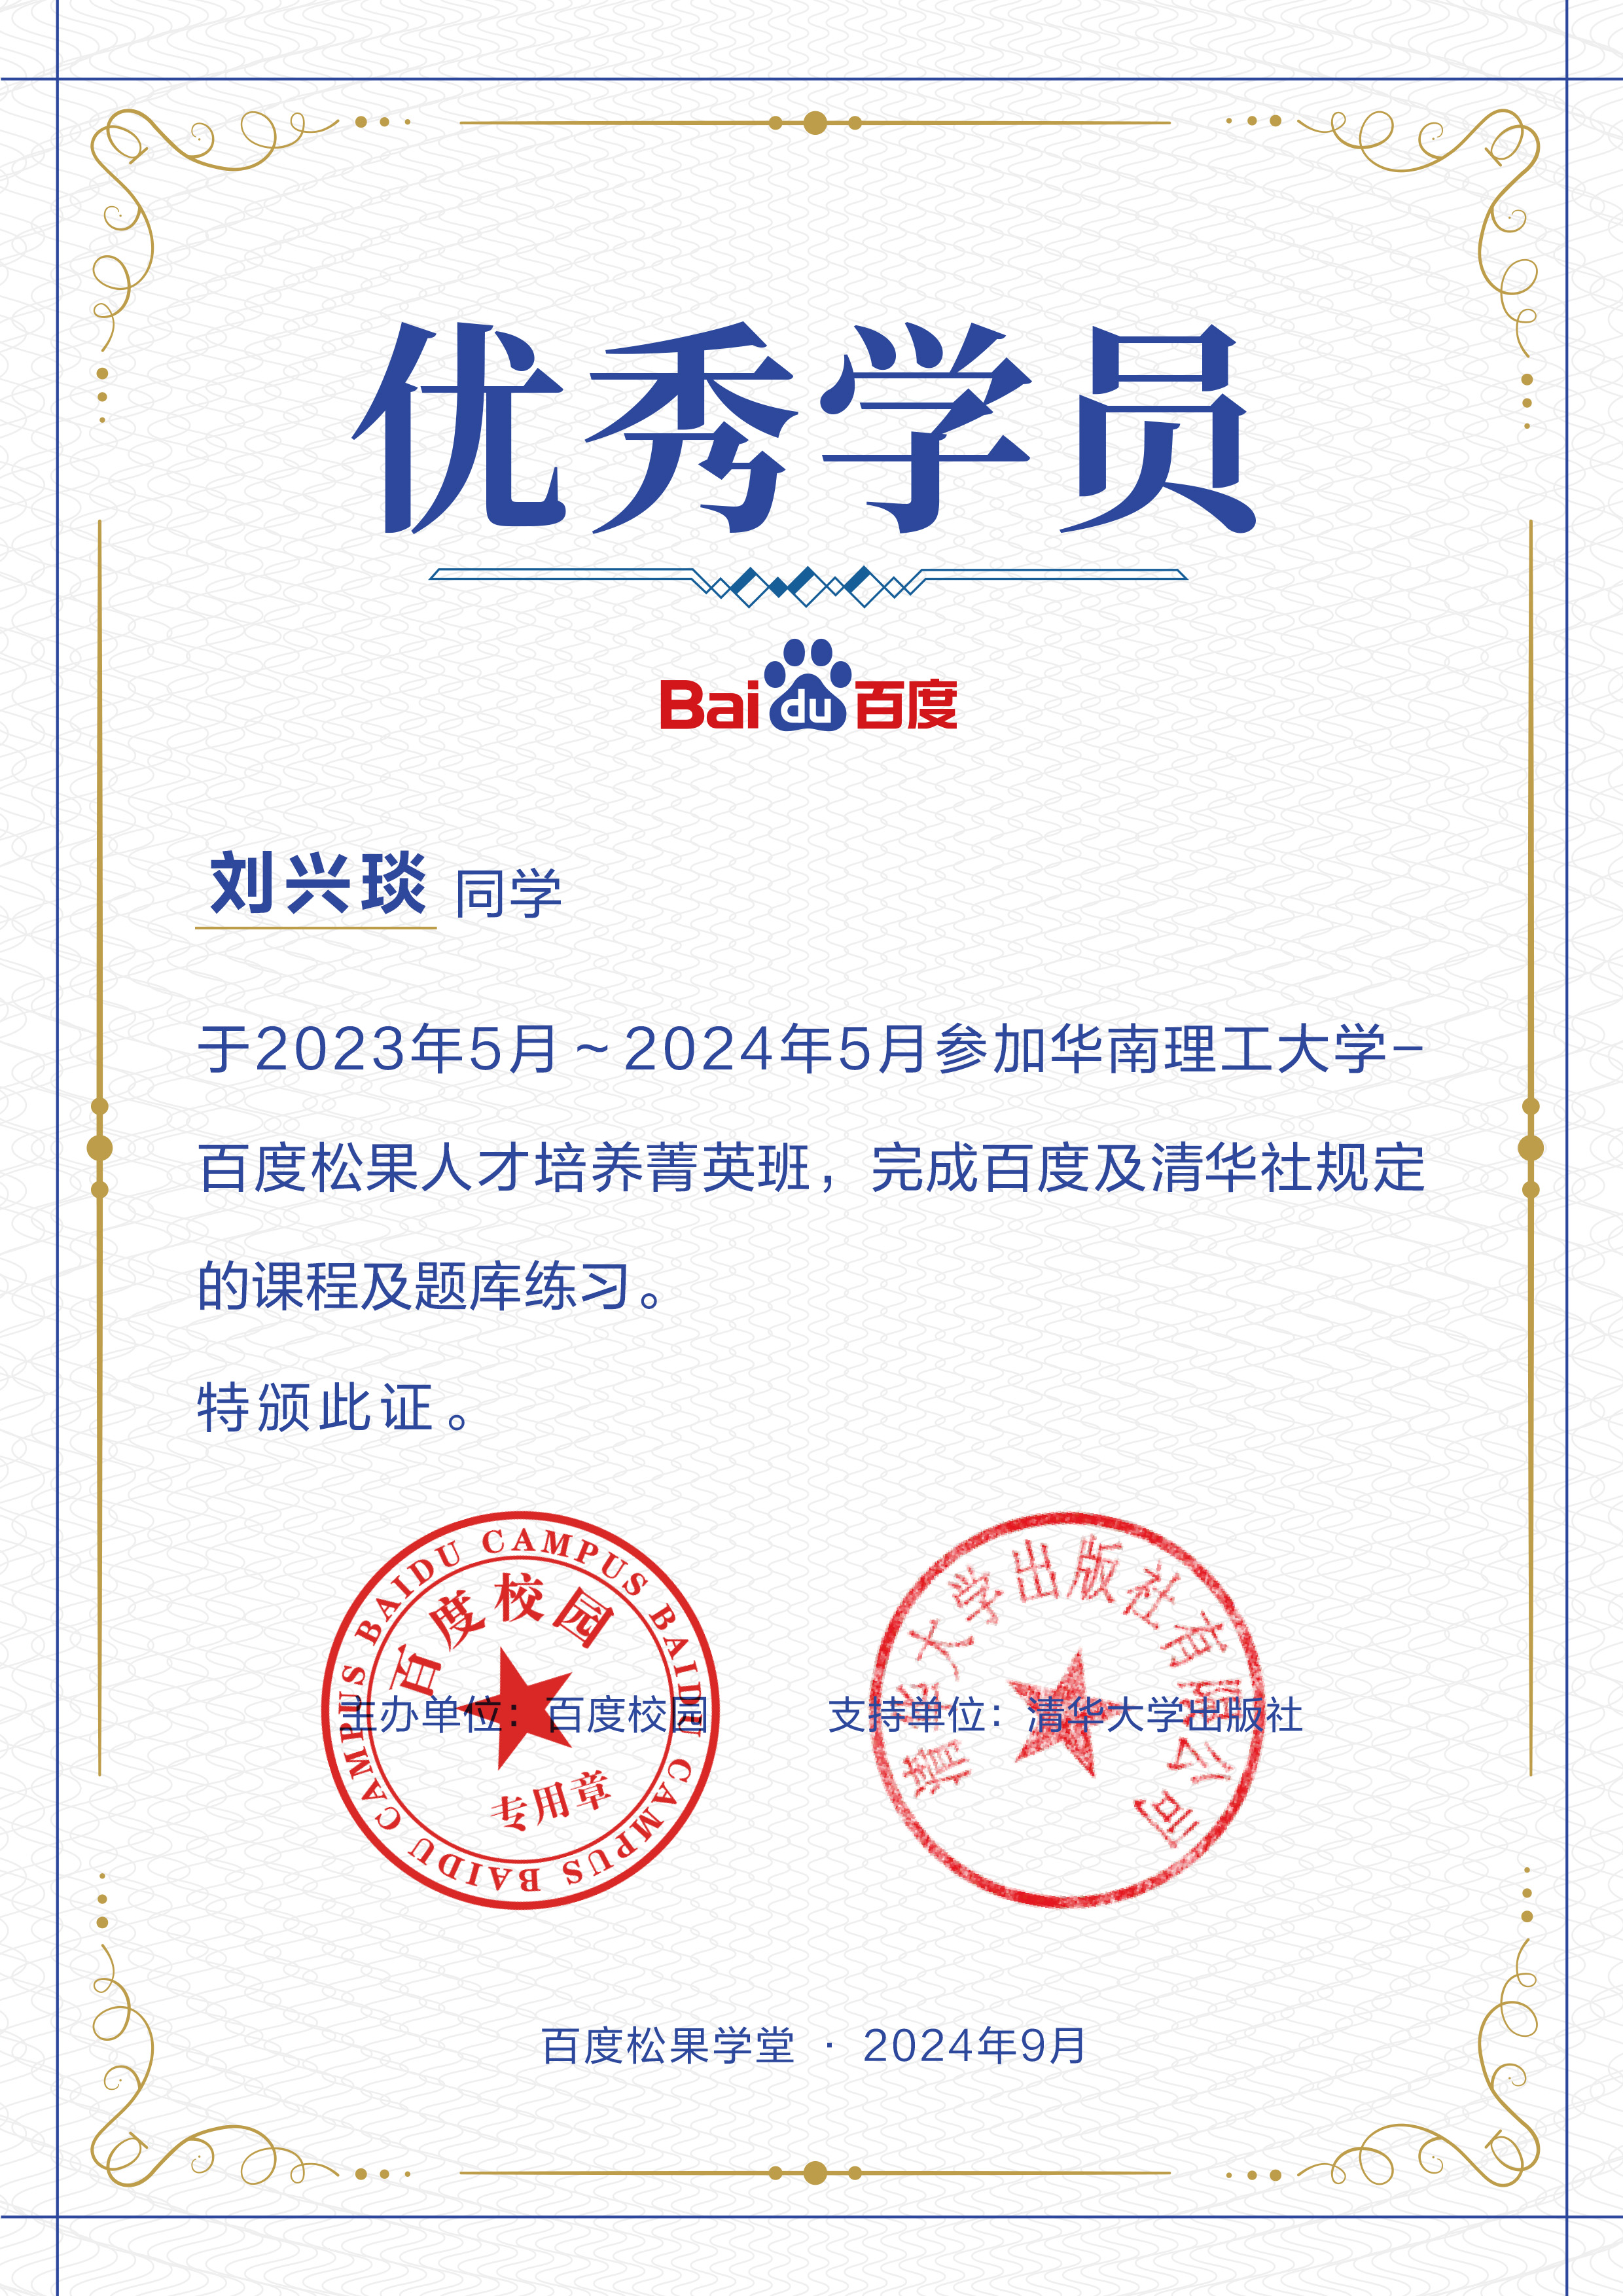 优秀学员
Bai du 百度
刘兴琰 同学
于2023年5月~2024年5月参加华南理工大学-
百度松果人才培养菁英班，完成百度及清华社规定
的课程及题库练习。
特颁此证。
BAIDU CAMPUS BAIDU CAMPUS BAIDU CAMPUS
百度校园
主办单位：百度校园
专用章
清华大学出版社有限公司
支持单位：清华大学出版社
百度松果学堂 · 2024年9月